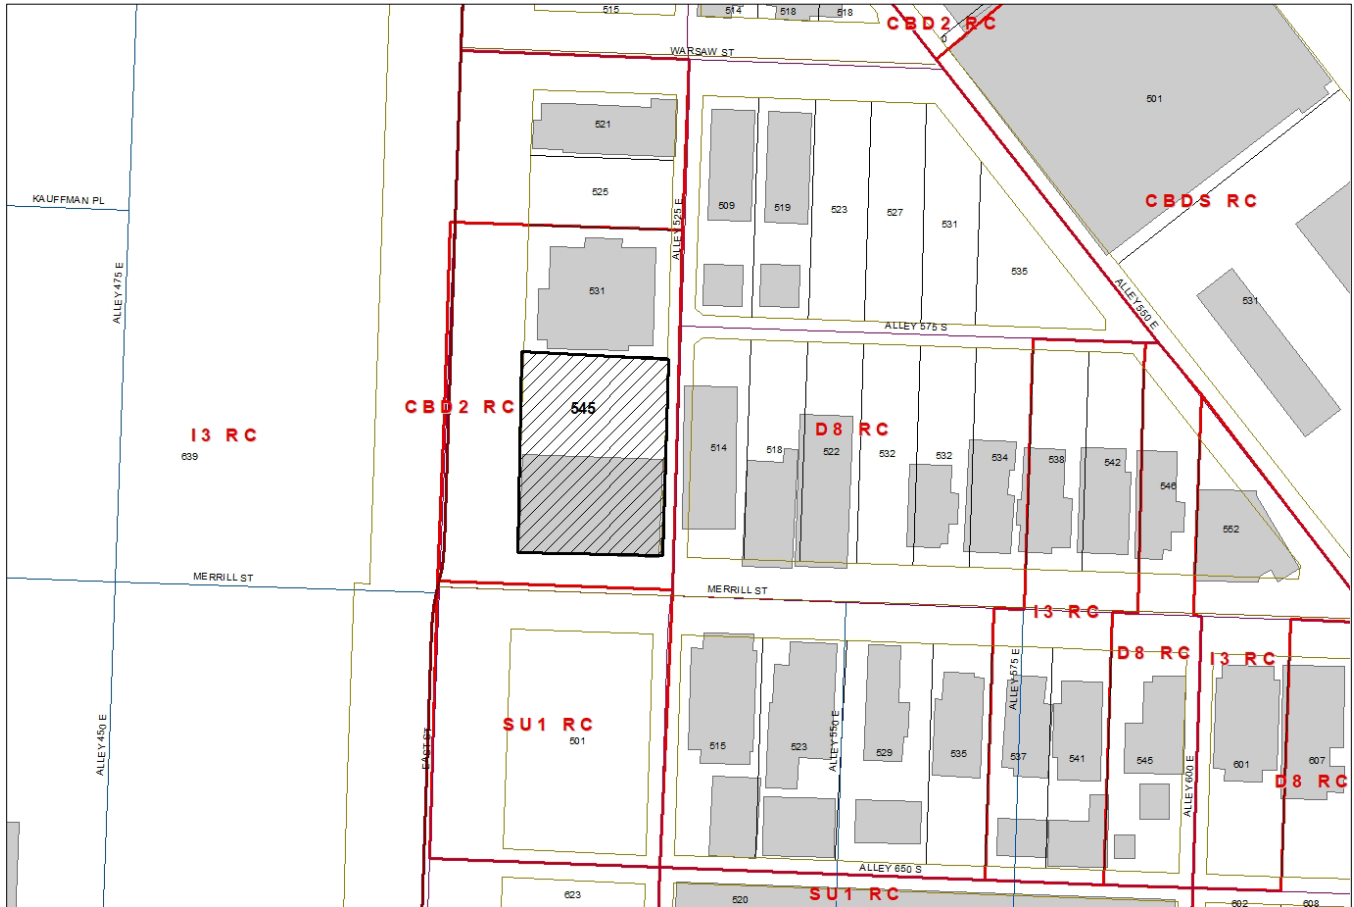 515
514
518
518
CBD2 RC
0
WARSAW ST
501
521
525
KAUFFMAN PL
ALLEY 525 E
509
519
523
527
531
535
CBDS RC
ALLEY 475 E
531
ALLEY 550 E
531
ALLEY 575 S
CBD2 RC
545
I3 RC
639
D8 RC
514
518
522
532
532
534
538
542
546
552
MERRILL ST
MERRILL ST
I3 RC
D8 RC
I3 RC
SU1 RC
501
ALLEY 450 E
EAST ST
515
523
ALLEY 550 E
529
535
ALLEY 575 E
537
541
545
ALLEY 600 E
601
607
D8 RC
ALLEY 650 S
623
520
SU1 RC
602
608